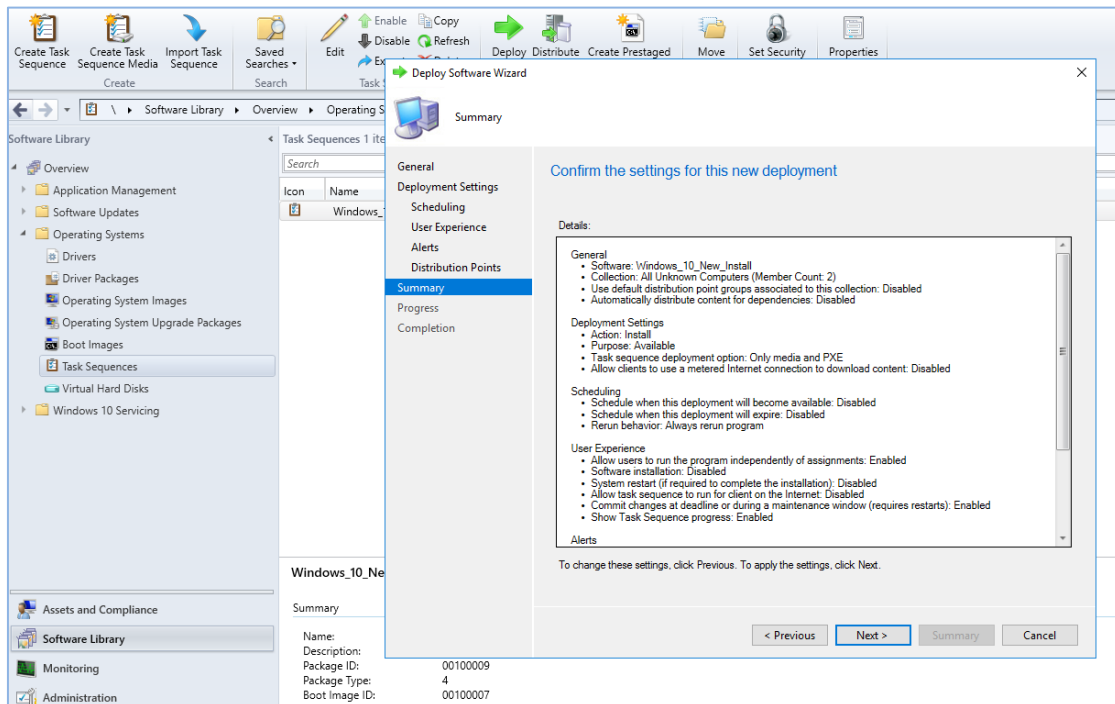 Create Task Sequence
Create Task Sequence Media
Import Task Sequence
Saved Searches
Edit
Enable
Copy
Disable
Refresh
Deploy
Distribute
Create Prestaged
Move
Set Security
Properties
Create
Search
\ Software Library Overview Operating S
Software Library
Overview
Application Management
Software Updates
Operating Systems
Drivers
Driver Packages
Operating System Images
Operating System Upgrade Packages
Boot Images
Task Sequences
Virtual Hard Disks
Windows 10 Servicing
Assets and Compliance
Software Library
Monitoring
Administration
Task Sequences 1 ite
Search
Icon Name
Windows_
Windows_10_Ne
Summary
Name:
Description:
Package ID: 00100009
Package Type: 4
Boot Image ID: 00100007
Deploy Software Wizard
Summary
General
Deployment Settings
Scheduling
User Experience
Alerts
Distribution Points
Summary
Progress
Completion
Confirm the settings for this new deployment
Details:
General
• Software: Windows_10_New_Install
• Collection: All Unknown Computers (Member Count: 2)
• Use default distribution point groups associated to this collection: Disabled
• Automatically distribute content for dependencies: Disabled
Deployment Settings
• Action: Install
• Purpose: Available
• Task sequence deployment option: Only media and PXE
• Allow clients to use a metered Internet connection to download content: Disabled
Scheduling
• Schedule when this deployment will become available: Disabled
• Schedule when this deployment will expire: Disabled
• Rerun behavior: Always rerun program
User Experience
• Allow users to run the program independently of assignments: Enabled
• Software installation: Disabled
• System restart (if required to complete the installation): Disabled
• Allow task sequence to run for client on the Internet: Disabled
• Commit changes at deadline or during a maintenance window (requires restarts): Enabled
• Show Task Sequence progress: Enabled
Alerts
To change these settings, click Previous. To apply the settings, click Next.
< Previous
Next >
Summary
Cancel